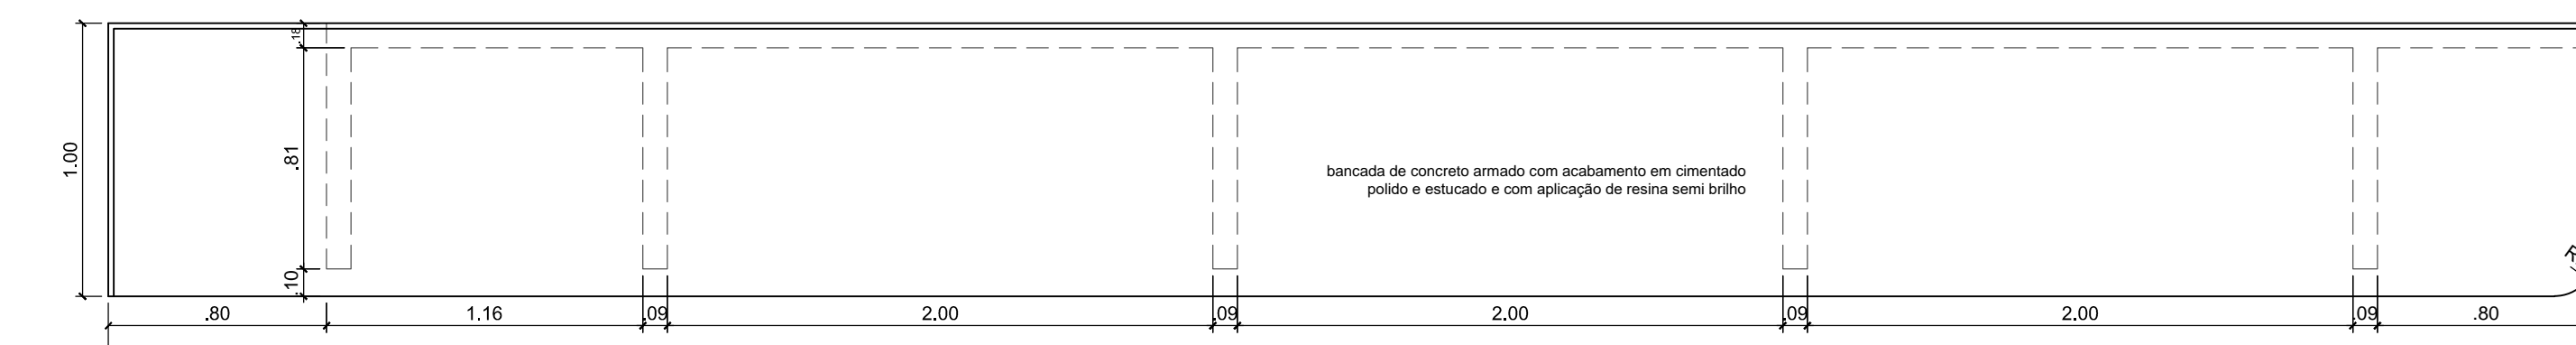 .18
1.00
.81
bancada de concreto armado com acabamento em cimentado
polido e estucado e com aplicação de resina semi brilho
R
.10
.80 1.16 .09 2.00 .09 2.00 .09 2.00 .09 .80